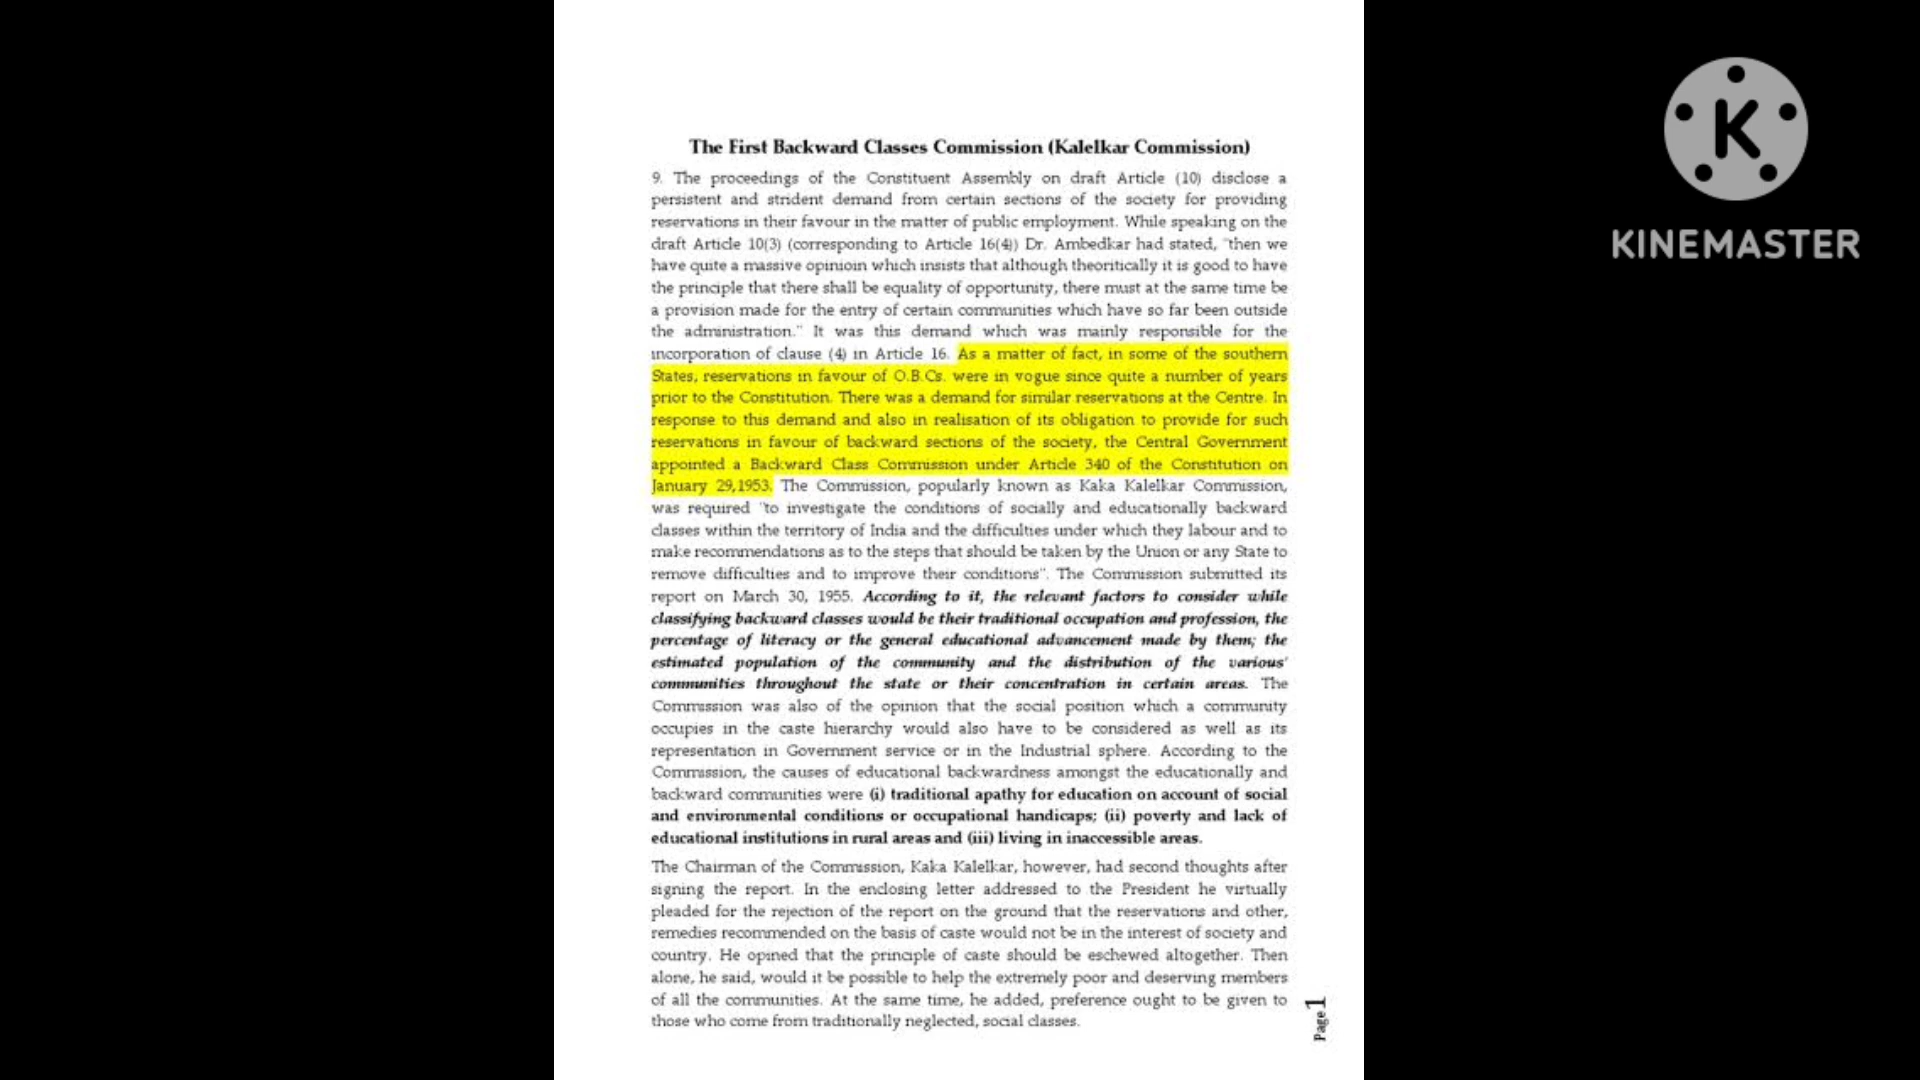 The First Backward Classes Commission (Kalelkar Commission)
9. The proceedings of the Constituent Assembly on draft Article (10) disclose a
persistent and strident demand from certain sections of the society for providing
reservations in their favour in the matter of public employment. While speaking on the
draft Article 10(3) (corresponding to Article 16(4)) Dr. Ambedkar had stated, "then we
have quite a massive opinioin which insists that although theoritically it is good to have
the principle that there shall be equality of opportunity, there must at the same time be
a provision made for the entry of certain communities which have so far been outside
the administration." It was this demand which was mainly responsible for the
incorporation of clause (4) in Article 16. As a matter of fact, in some of the southern
States, reservations in favour of O.B.Cs. were in vogue since quite a number of years
prior to the Constitution. There was a demand for similar reservations at the Centre. In
response to this demand and also in realisation of its obligation to provide for such
reservations in favour of backward sections of the society, the Central Government
appointed a Backward Class Commission under Article 340 of the Constitution on
January 29,1953. The Commission, popularly known as Kaka Kalelkar Commission,
was required "to investigate the conditions of socially and educationally backward
classes within the territory of India and the difficulties under which they labour and to
make recommendations as to the steps that should be taken by the Union or any State to
remove difficulties and to improve their conditions". The Commission submitted its
report on March 30, 1955. According to it, the relevant factors to consider while
classifying backward classes would be their traditional occupation and profession, the
percentage of literacy or the general educational advancement made by them; the
estimated population of the community and the distribution of the various'
communities throughout the state or their concentration in certain areas. The
Commission was also of the opinion that the social position which a community
occupies in the caste hierarchy would also have to be considered as well as its
representation in Government service or in the Industrial sphere. According to the
Commission, the causes of educational backwardness amongst the educationally and
backward communities were (i) traditional apathy for education on account of social
and environmental conditions or occupational handicaps; (ii) poverty and lack of
educational institutions in rural areas and (iii) living in inaccessible areas.
The Chairman of the Commission, Kaka Kalelkar, however, had second thoughts after
signing the report. In the enclosing letter addressed to the President he virtually
pleaded for the rejection of the report on the ground that the reservations and other,
remedies recommended on the basis of caste would not be in the interest of society and
country. He opined that the principle of caste should be eschewed altogether. Then
alone, he said, would it be possible to help the extremely poor and deserving members
of all the communities. At the same time, he added, preference ought to be given to
those who come from traditionally neglected, social classes.
Page 1
K
KINEMASTER